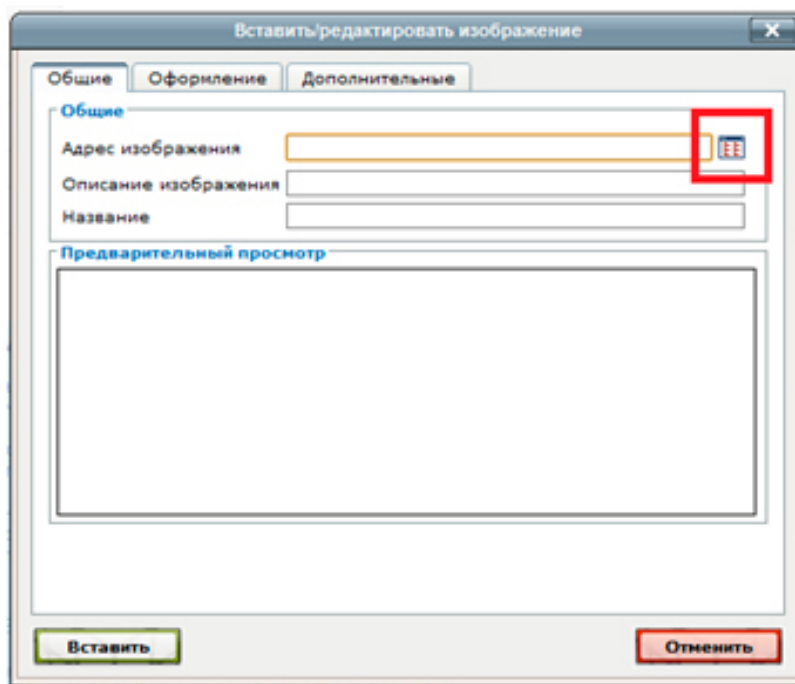 Вставить/редактировать изображение
Общие Оформление Дополнительные
Общие
Адрес изображения
Описание изображения
Название
Предварительный просмотр
Вставить Отменить